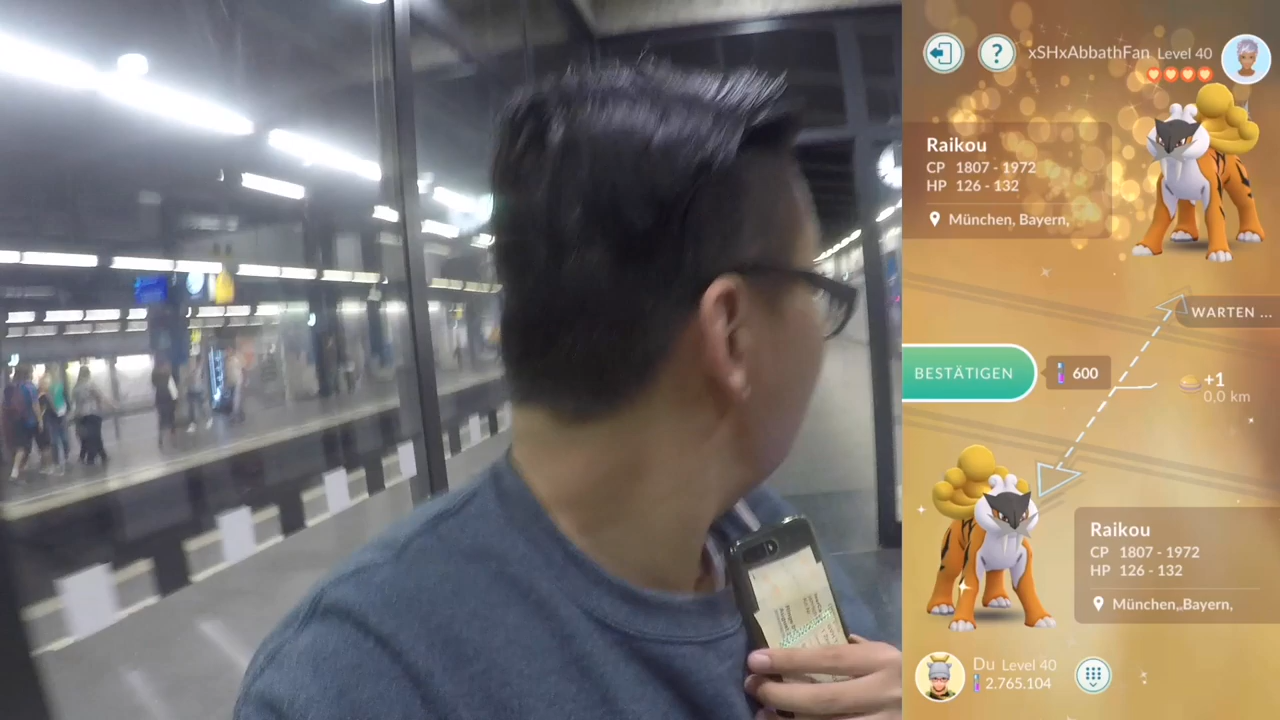 ?
xSHxAbbathFan Level 40
Raikou
CP 1807 - 1972
HP 126 - 132
München, Bayern,
WARTEN ...
BESTÄTIGEN
600
+1
0,0 km
Raikou
CP 1807 - 1972
HP 126 - 132
München,,Bayern,
Du Level 40
2.765.104